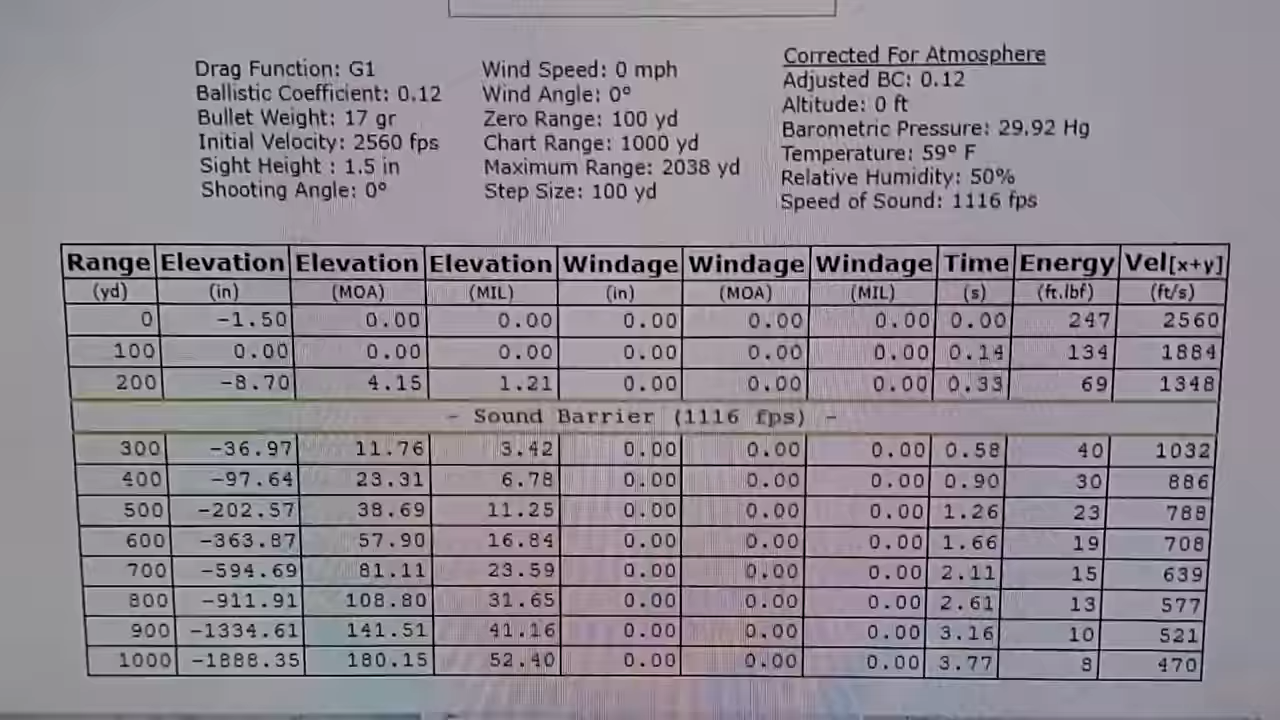 Drag Function: G1
Ballistic Coefficient: 0.12
Bullet Weight: 17 gr
Initial Velocity: 2560 fps
Sight Height : 1.5 in
Shooting Angle: 0°
Wind Speed: 0 mph
Wind Angle: 0°
Zero Range: 100 yd
Chart Range: 1000 yd
Maximum Range: 2038 yd
Step Size: 100 yd
Corrected For Atmosphere
Adjusted BC: 0.12
Altitude: 0 ft
Barometric Pressure: 29.92 Hg
Temperature: 59° F
Relative Humidity: 50%
Speed of Sound: 1116 fps
Range Elevation Elevation Elevation Windage Windage Windage Time Energy Vel[x+y]
(yd) (in) (MOA) (MIL) (in) (MOA) (MIL) (s) (ft.lbf) (ft/s)
0 -1.50 0.00 0.00 0.00 0.00 0.00 0.00 247 2560
100 0.00 0.00 0.00 0.00 0.00 0.00 0.14 134 1884
200 -8.70 4.15 1.21 0.00 0.00 0.00 0.33 69 1348
- Sound Barrier (1116 fps) -
300 -36.97 11.76 3.42 0.00 0.00 0.00 0.58 40 1032
400 -97.64 23.31 6.78 0.00 0.00 0.00 0.90 30 886
500 -202.57 38.69 11.25 0.00 0.00 0.00 1.26 23 788
600 -363.87 57.90 16.84 0.00 0.00 0.00 1.66 19 708
700 -594.69 81.11 23.59 0.00 0.00 0.00 2.11 15 639
800 -911.91 108.80 31.65 0.00 0.00 0.00 2.61 13 577
900 -1334.61 141.51 41.16 0.00 0.00 0.00 3.16 10 521
1000 -1888.35 180.15 52.40 0.00 0.00 0.00 3.77 8 470